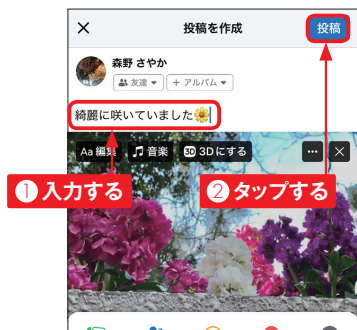 × 投稿を作成 投稿
森野 さやか
友達 ▼ + アルバム ▼
綺麗に咲いていました🌼
Aa 編集 ♫ 音楽 3D 3Dにする ... ×
① 入力する ② タップする